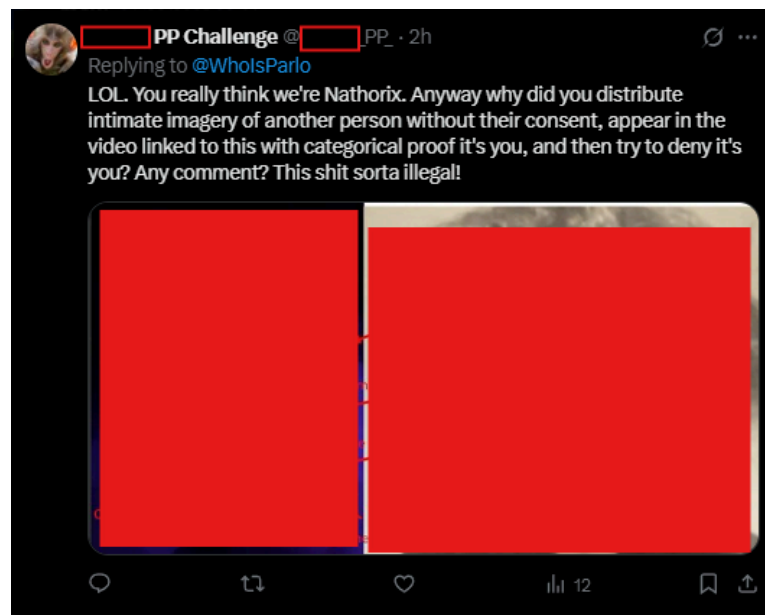 PP Challenge @ _PP_ · 2h
Replying to @WhoIsParlo
LOL. You really think we're Nathorix. Anyway why did you distribute
intimate imagery of another person without their consent, appear in the
video linked to this with categorical proof it's you, and then try to deny it's
you? Any comment? This shit sorta illegal!
12